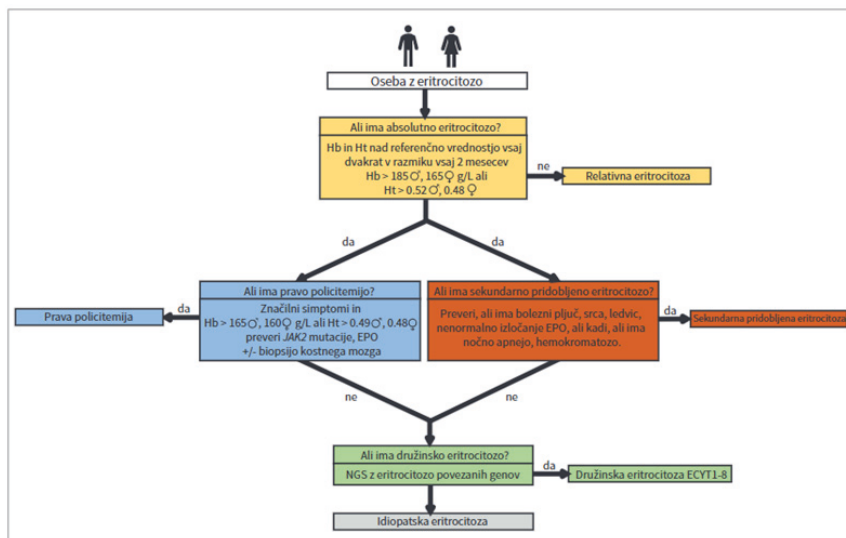 Oseba z eritrocitozo
Ali ima absolutno eritrocitozo?
Hb in Ht nad referenčno vrednostjo vsaj
dvakrat v razmiku vsaj 2 mesecev
Hb > 185♂, 165♀ g/L ali
Ht > 0.52♂, 0.48 ♀
ne
Relativna eritrocitoza
da
da
Ali ima pravo policitemijo?
Značilni simptomi in
Hb > 165♂, 160♀ g/L ali Ht > 0.49♂, 0.48♀
preveri JAK2 mutacije, EPO
+/- biopsijo kostnega mozga
da
Prava policitemija
Ali ima sekundarno pridobljeno eritrocitozo?
Preveri, ali ima bolezni pljuč, srca, ledvic,
nenormalno izločanje EPO, ali kadi, ali ima
nočno apnejo, hemokromatozo.
da
Sekundarna pridobljena eritrocitoza
ne
ne
Ali ima družinsko eritrocitozo?
NGS z eritrocitozo povezanih genov
da
Družinska eritrocitoza ECYT1-8
Idiopatska eritrocitoza